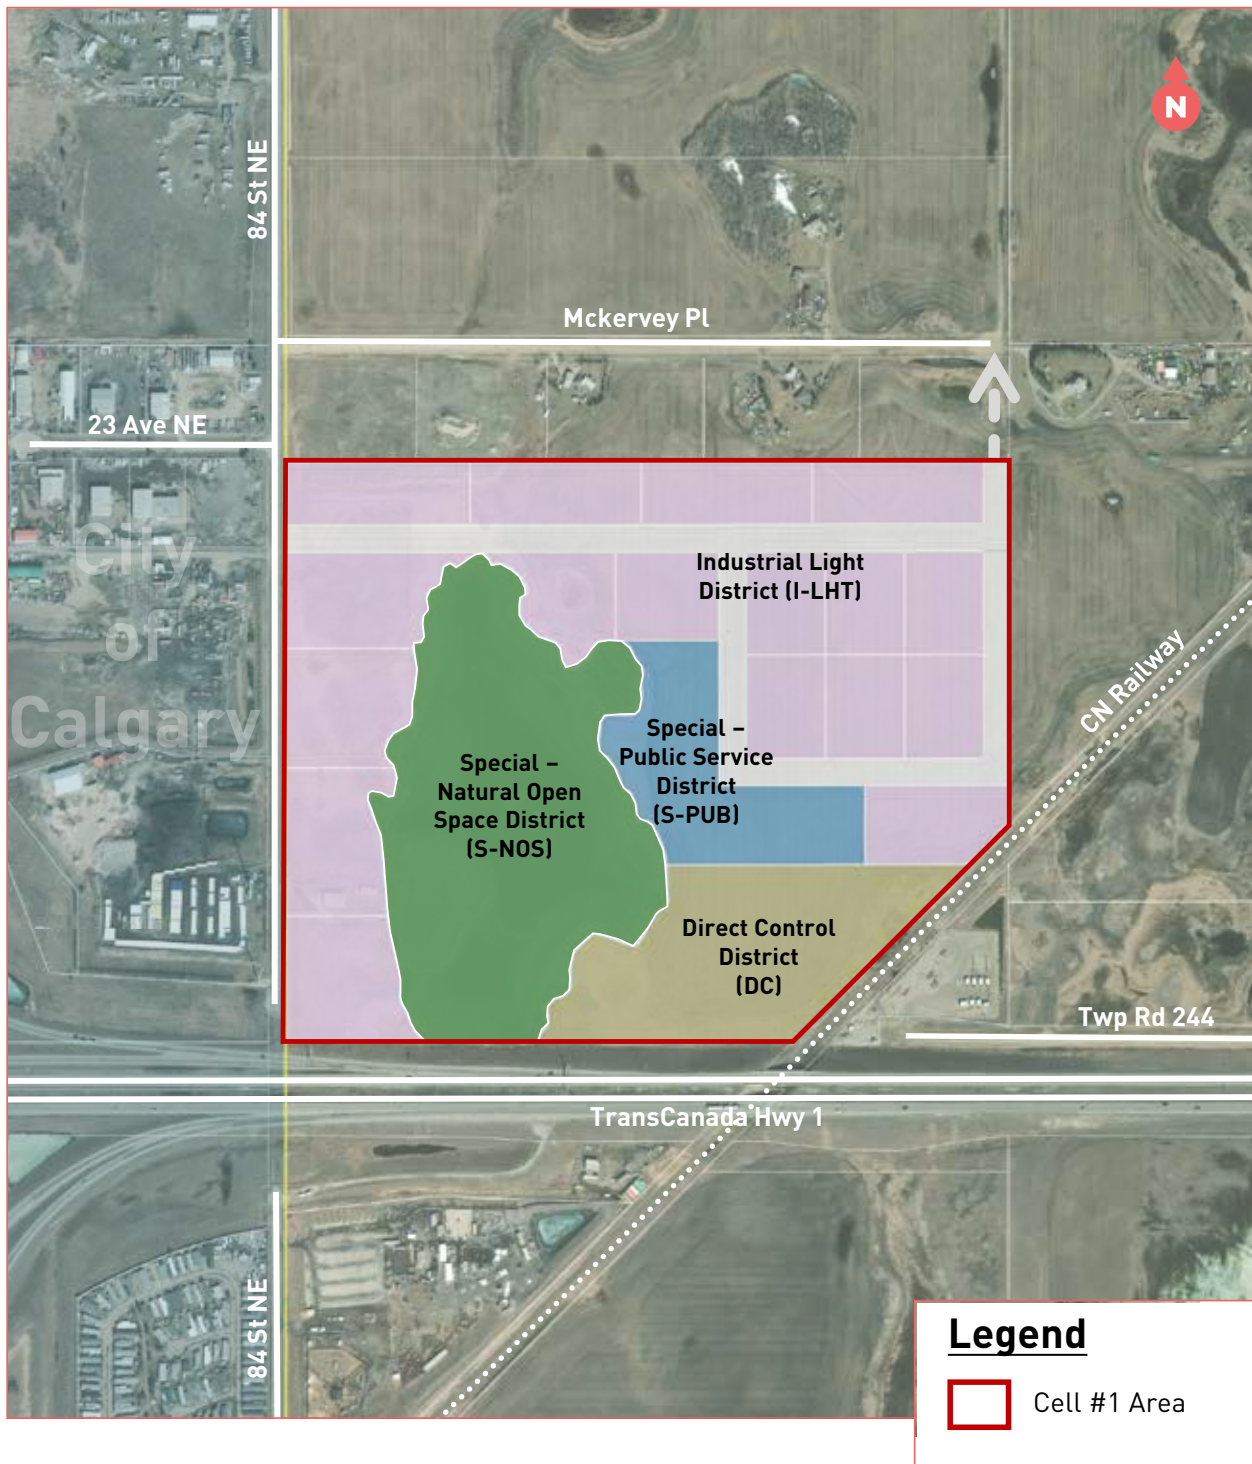 N
84 St NE
Mckervey Pl
23 Ave NE
City
of
Calgary
Industrial Light
District (I-LHT)
CN Railway
Special –
Public Service
District
(S-PUB)
Special –
Natural Open
Space District
(S-NOS)
Direct Control
District
(DC)
Twp Rd 244
TransCanada Hwy 1
84 St NE
Legend
Cell #1 Area